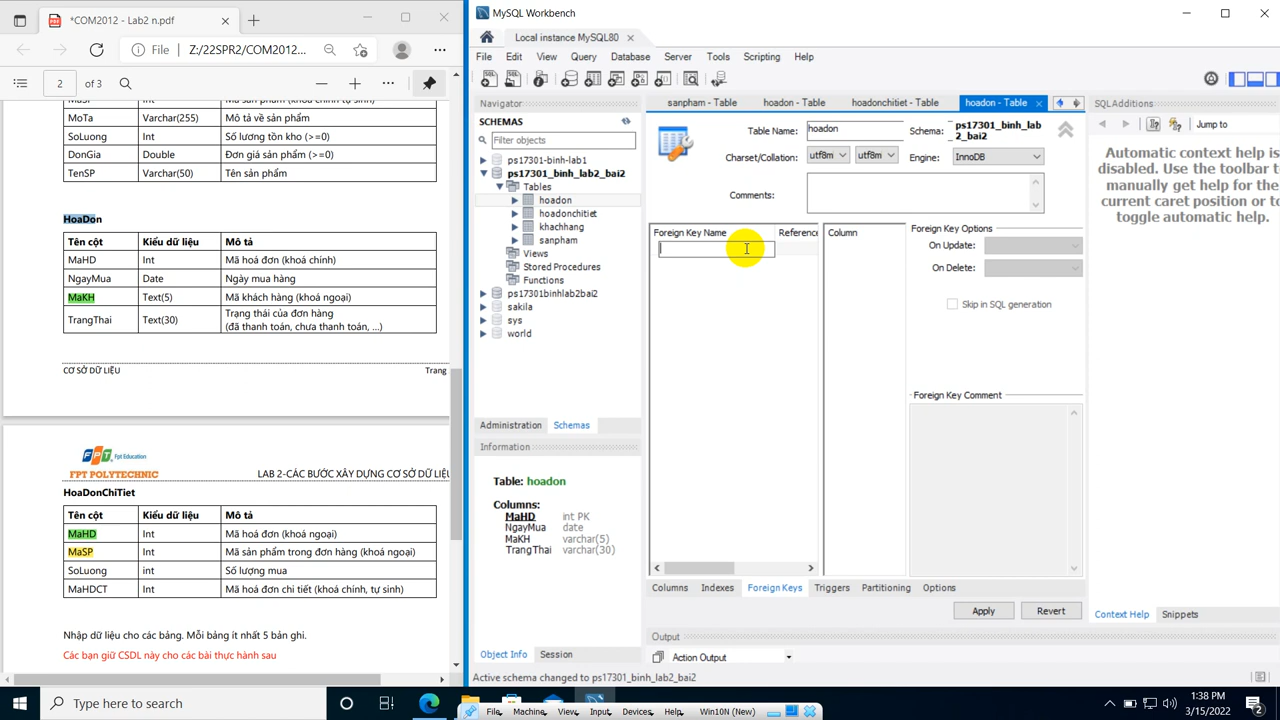 *COM2012 - Lab2 n.pdf
File
Z:/22SPR2/COM2012...
2
of 3
MoTa Varchar(255) Mô tả về sản phẩm
SoLuong Int Số lượng tồn kho (>=0)
DonGia Double Đơn giá sản phẩm (>=0)
TenSP Varchar(50) Tên sản phẩm
HoaDon
Tên cột Kiểu dữ liệu Mô tả
MaHD Int Mã hoá đơn (khoá chinh)
NgayMua Date Ngày mua hàng
MaKH Text(5) Mã khách hàng (khoá ngoại)
TrangThai Text(30) Trạng thái của đơn hàng
(đã thanh toán, chưa thanh toán, ...)
CƠ SỞ DỮ LIỆU Trang
FPT Fpt Education
FPT POLYTECHNIC
LAB 2-CÁC BƯỚC XÂY DỰNG CƠ SỞ DỮ LIỆU
HoaDonChiTiet
Tên cột Kiểu dữ liệu Mô tả
MaHD Int Mã hoá đơn (khoá ngoại)
MaSP Int Mã sản phẩm trong đơn hàng (khoá ngoại)
SoLuong int Số lượng mua
MaHDCT Int Mã hoá đơn chi tiết (khoá chính, tự sinh)
Nhập dữ liệu cho các bảng. Mỗi bảng ít nhất 5 bản ghi.
Các bạn giữ CSDL này cho các bài thực hành sau
MySQL Workbench
Local instance MySQL80
File Edit View Query Database Server Tools Scripting Help
Navigator
SCHEMAS
Filter objects
ps17301-binh-lab1
ps17301_binh_lab2_bai2
Tables
hoadon
hoadonchitiet
khachhang
sanpham
Views
Stored Procedures
Functions
ps17301binhlab2bai2
sakila
sys
world
Administration Schemas
Information
Table: hoadon
Columns:
MaHD int PK
NgayMua date
MaKH varchar(5)
TrangThai varchar(30)
Object Info Session
sanpham - Table hoadon - Table hoadonchitiet - Table hoadon - Table
Table Name: hoadon Schema: ps17301_binh_lab
2_bai2
Charset/Collation: utf8m utf8m Engine: InnoDB
Comments:
Foreign Key Name Reference
Column
Foreign Key Options
On Update:
On Delete:
Skip in SQL generation
Foreign Key Comment
Columns Indexes Foreign Keys Triggers Partitioning Options
Apply Revert
Output
Action Output
SQLAdditions
Jump to
Automatic context help is
disabled. Use the toolbar t
manually get help for the
current caret position or to
toggle automatic help.
Context Help Snippets
Active schema changed to ps17301_binh_lab2_bai2
Type here to search
1:38 PM
3/15/2022
2
File, Machine, View, Input, Devices, Help, Win10N (New)